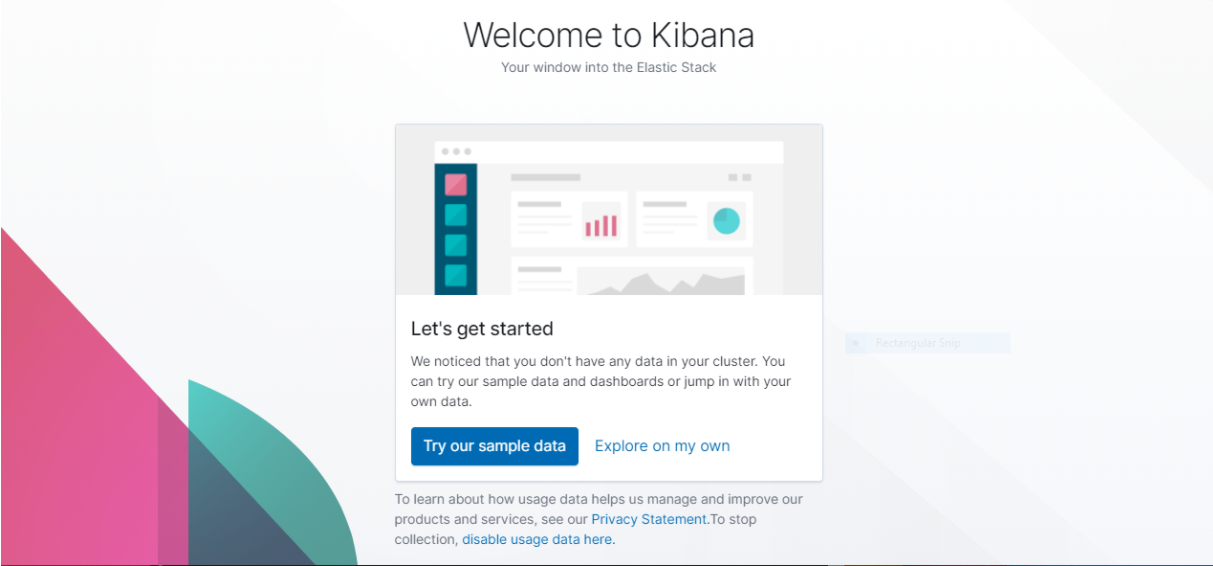 Welcome to Kibana
Your window into the Elastic Stack
Let's get started
We noticed that you don't have any data in your cluster. You
can try our sample data and dashboards or jump in with your
own data.
Try our sample data Explore on my own
Rectangular Snip
To learn about how usage data helps us manage and improve our
products and services, see our Privacy Statement.To stop
collection, disable usage data here.